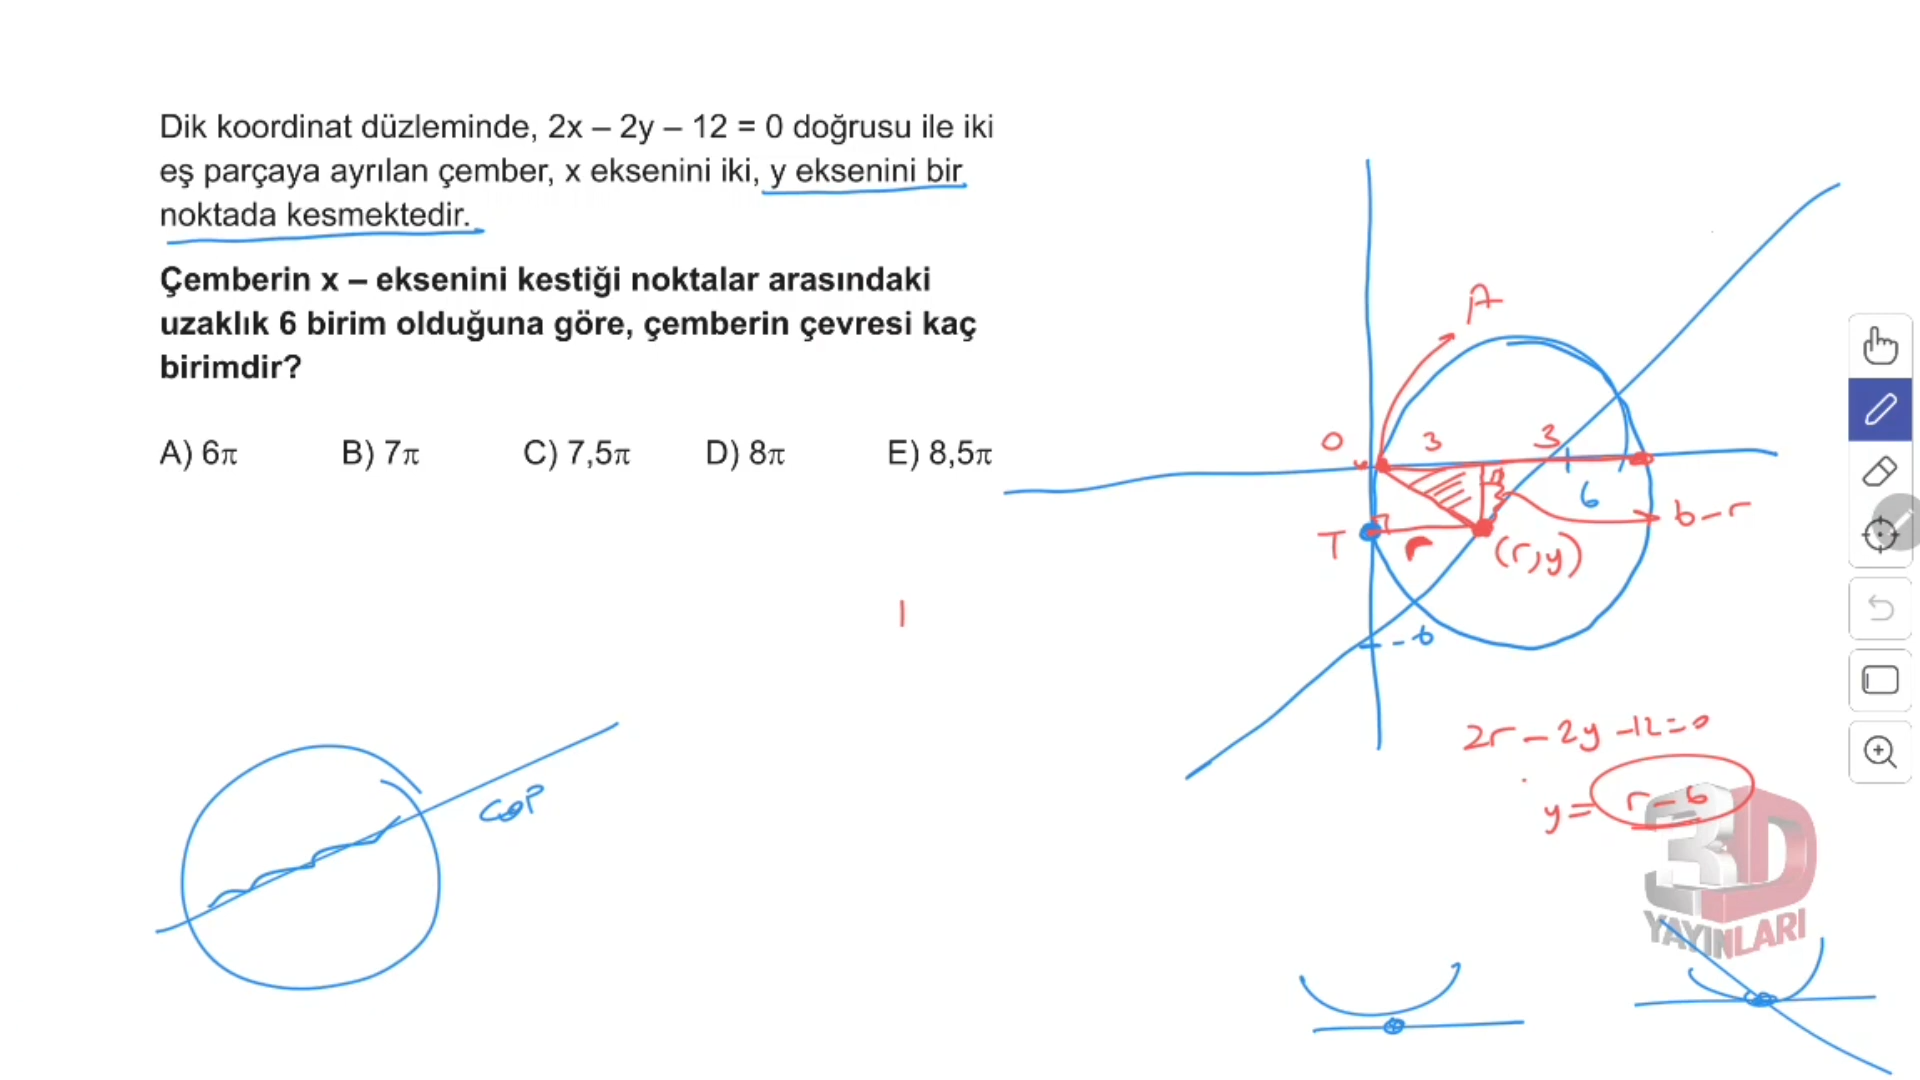 Dik koordinat düzleminde, 2x – 2y – 12 = 0 doğrusu ile iki
eş parçaya ayrılan çember, x eksenini iki, y eksenini bir
noktada kesmektedir.
Çemberin x – eksenini kestiği noktalar arasındaki
uzaklık 6 birim olduğuna göre, çemberin çevresi kaç
birimdir?
A) 6π B) 7π C) 7,5π D) 8π E) 8,5π
A
O 3 3
6
b-r
T r (r,y)
-6
2r - 2y - 12 = 0
y = r - 6
ÇAP
3D
YAYINLARI